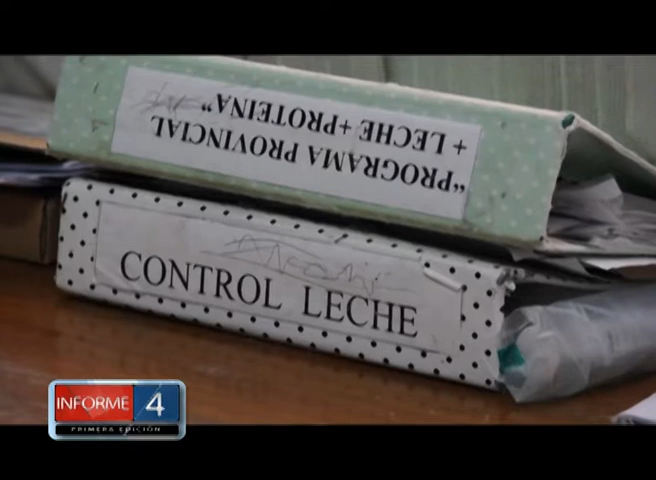 "PROGRAMA PROVINCIAL
+ LECHE + PROTEINA"
CONTROL LECHE
INFORME 4
PRIMERA EDICIÓN